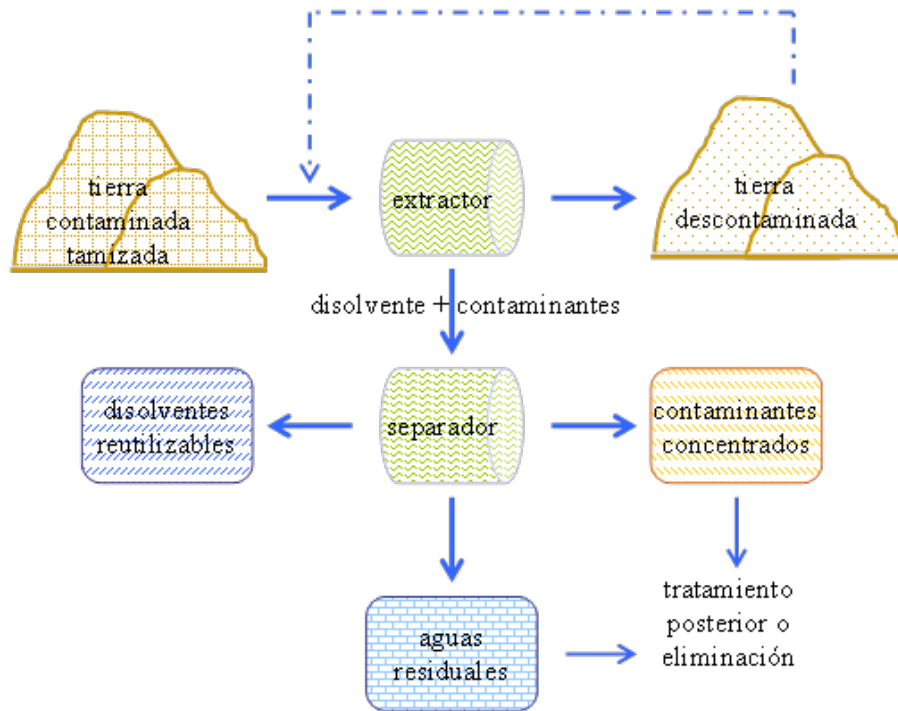 tierra
contaminada
tamizada
extractor
tierra
descontaminada
disolvente + contaminantes
disolventes
reutilizables
separador
contaminantes
concentrados
aguas
residuales
tratamiento
posterior o
eliminación